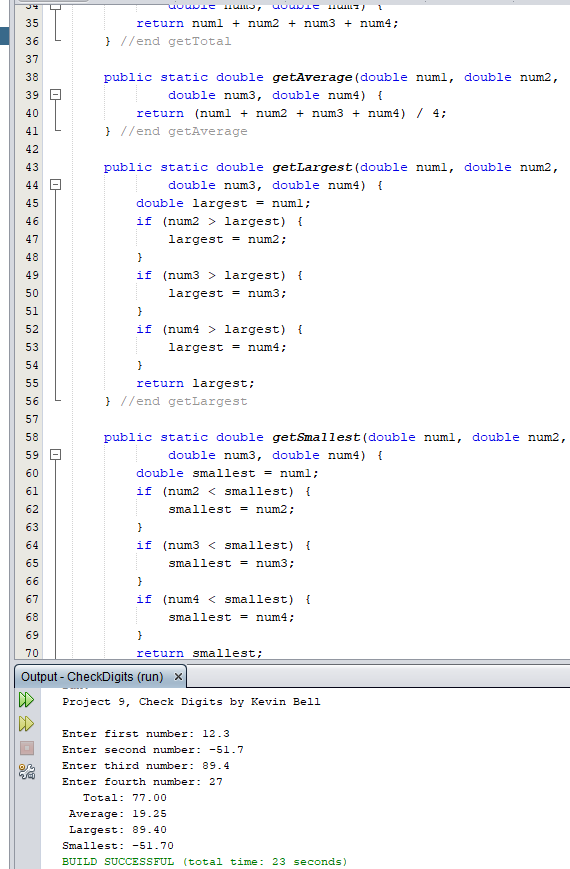 34 double num3, double num4) {
35 return num1 + num2 + num3 + num4;
36 } //end getTotal
37
38 public static double getAverage(double num1, double num2,
39 double num3, double num4) {
40 return (num1 + num2 + num3 + num4) / 4;
41 } //end getAverage
42
43 public static double getLargest(double num1, double num2,
44 double num3, double num4) {
45 double largest = num1;
46 if (num2 > largest) {
47 largest = num2;
48 }
49 if (num3 > largest) {
50 largest = num3;
51 }
52 if (num4 > largest) {
53 largest = num4;
54 }
55 return largest;
56 } //end getLargest
57
58 public static double getSmallest(double num1, double num2,
59 double num3, double num4) {
60 double smallest = num1;
61 if (num2 < smallest) {
62 smallest = num2;
63 }
64 if (num3 < smallest) {
65 smallest = num3;
66 }
67 if (num4 < smallest) {
68 smallest = num4;
69 }
70 return smallest;
Output - CheckDigits (run) ×
Project 9, Check Digits by Kevin Bell
Enter first number: 12.3
Enter second number: -51.7
Enter third number: 89.4
Enter fourth number: 27
Total: 77.00
Average: 19.25
Largest: 89.40
Smallest: -51.70
BUILD SUCCESSFUL (total time: 23 seconds)